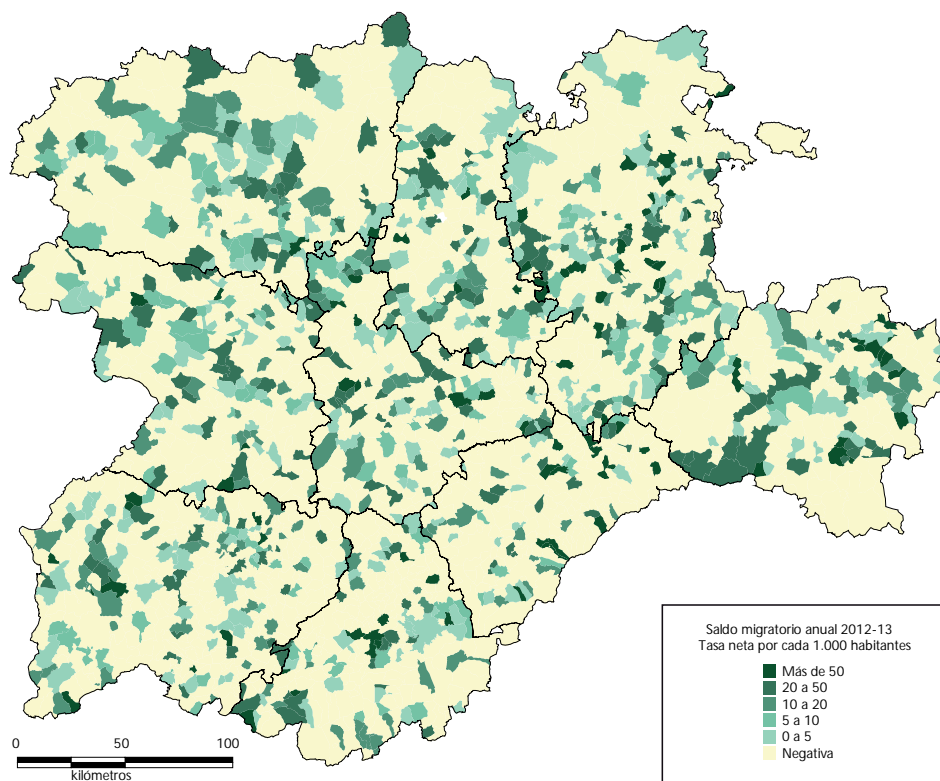 Saldo migratorio anual 2012-13
Tasa neta por cada 1.000 habitantes
Más de 50
20 a 50
10 a 20
5 a 10
0 a 5
Negativa
0 50 100
kilómetros